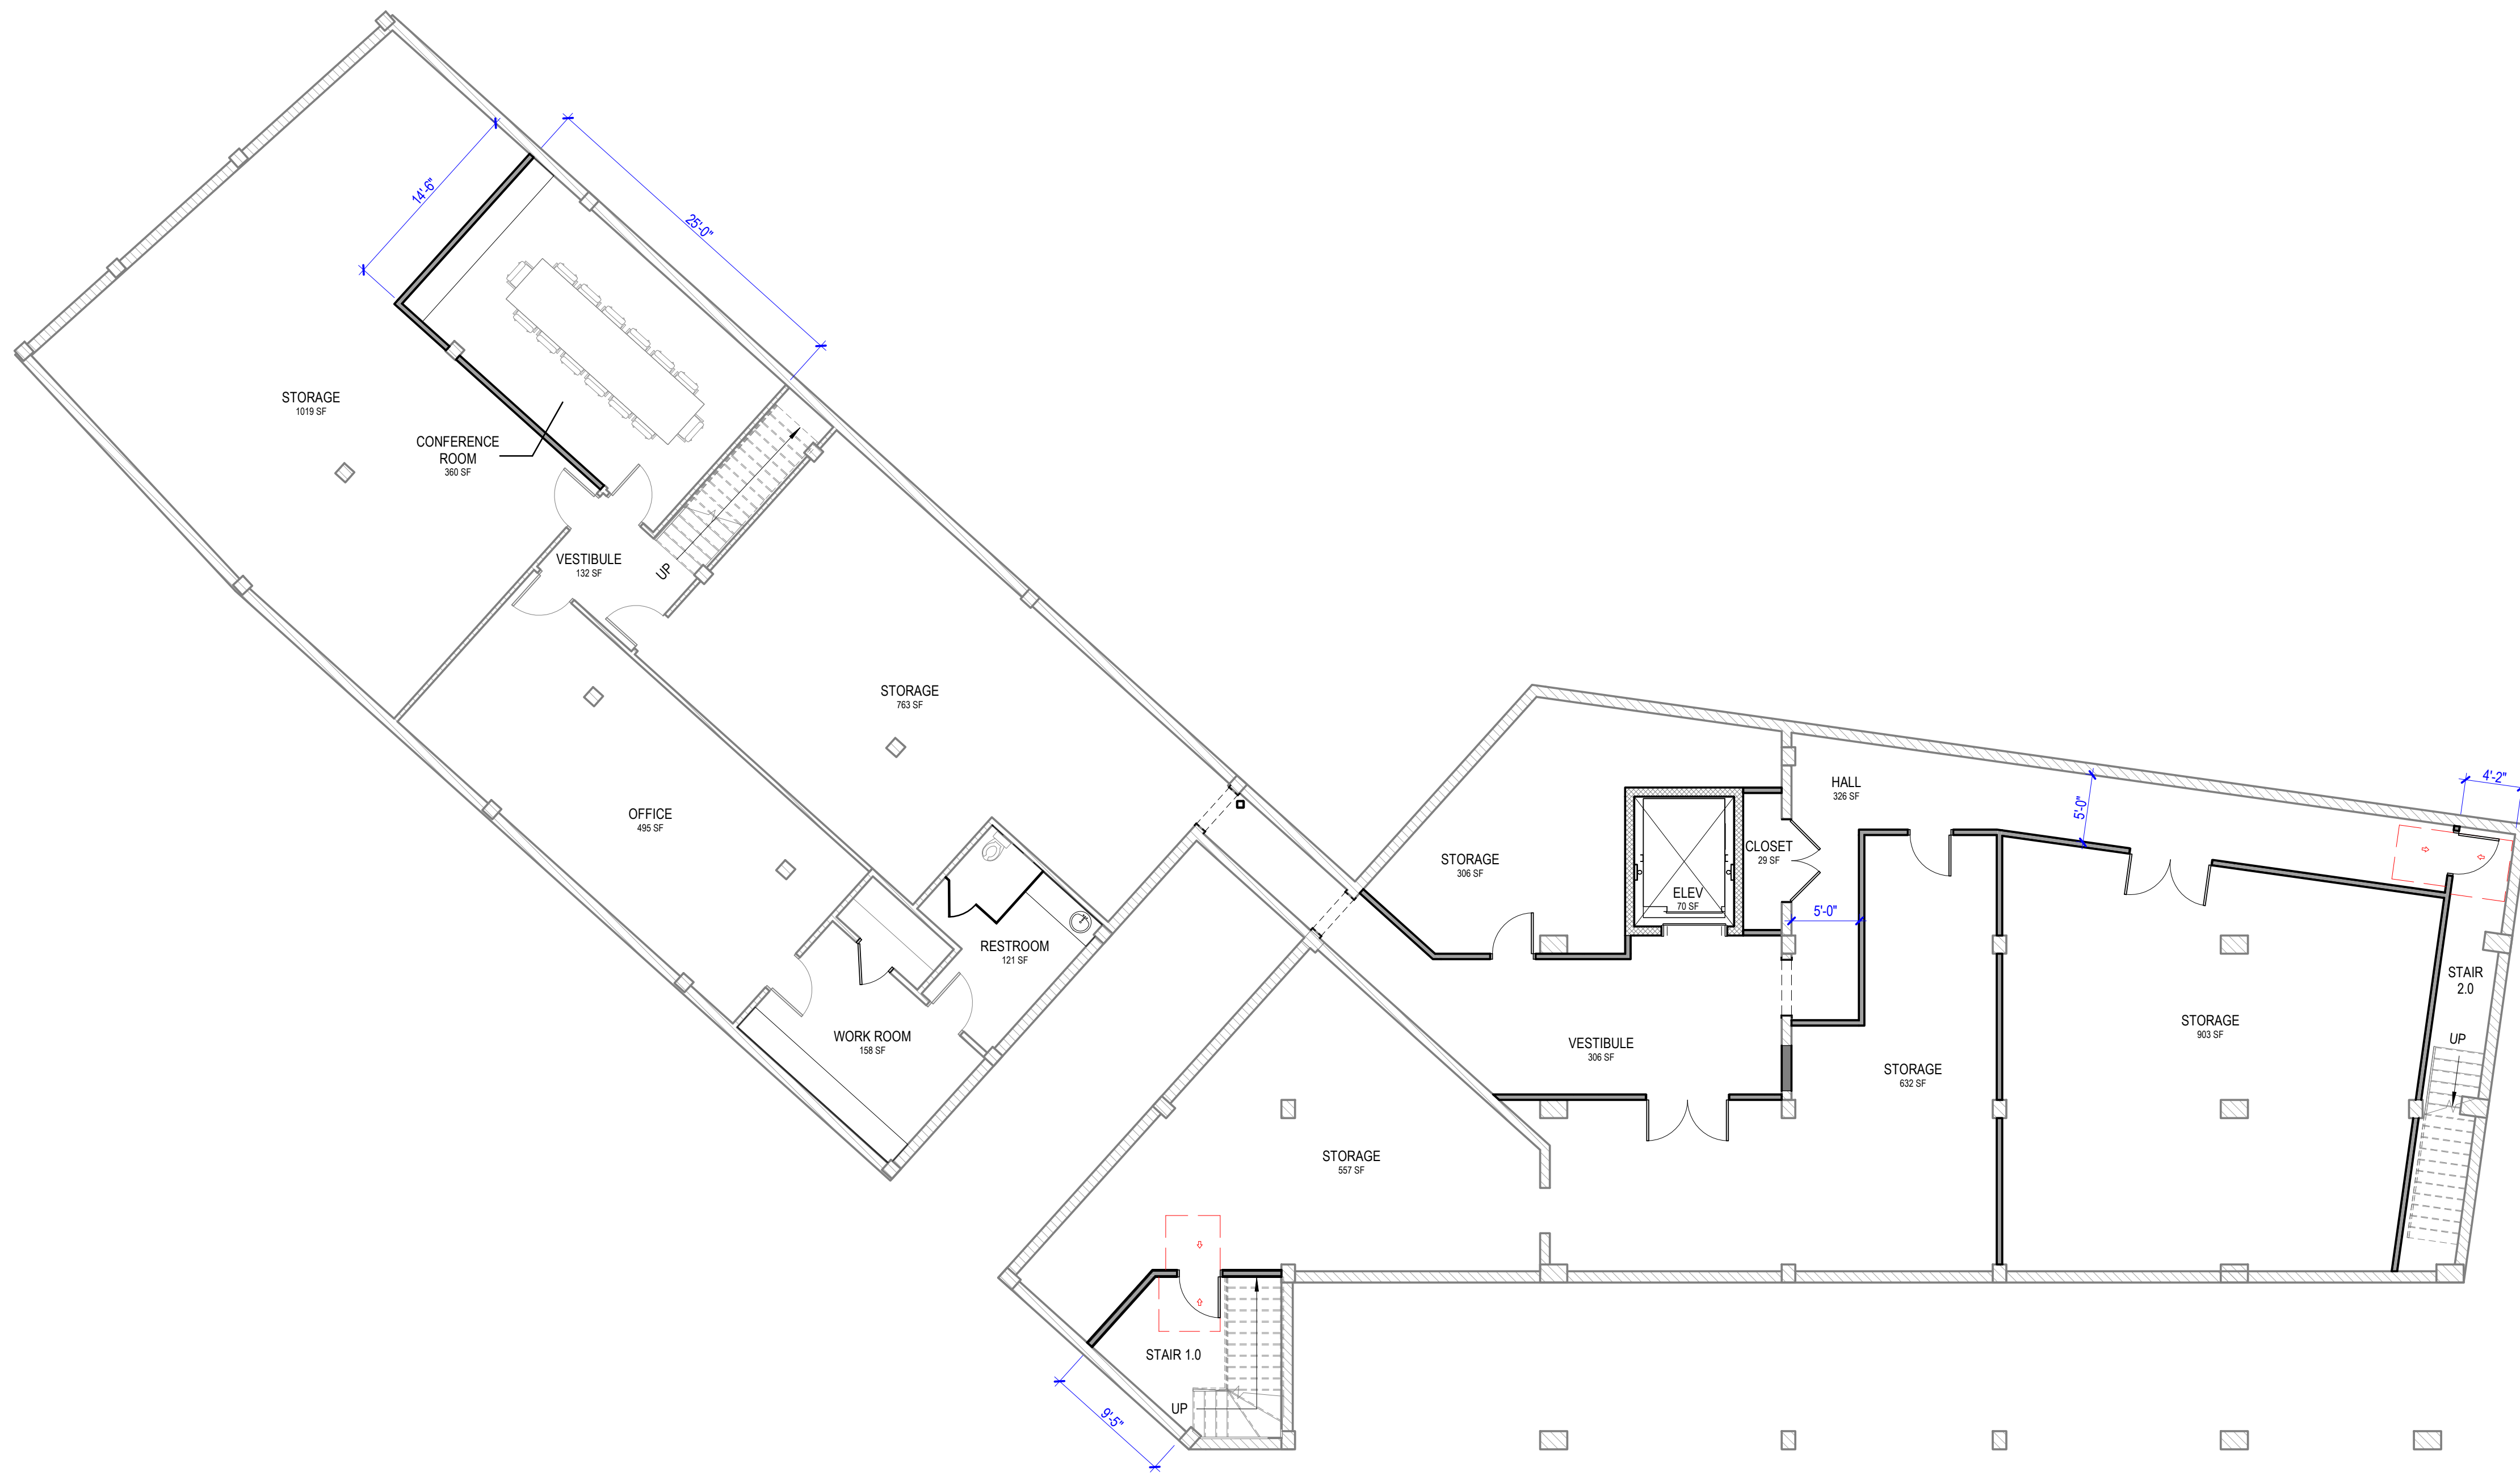 14'-6"
25'-0"
STORAGE
1019 SF
CONFERENCE
ROOM
360 SF
VESTIBULE
132 SF
UP
STORAGE
763 SF
OFFICE
495 SF
RESTROOM
121 SF
WORK ROOM
158 SF
STORAGE
306 SF
ELEV
70 SF
CLOSET
29 SF
HALL
326 SF
5'-0"
5'-0"
4'-2"
VESTIBULE
306 SF
STORAGE
632 SF
STORAGE
903 SF
STAIR
2.0
UP
STORAGE
557 SF
STAIR 1.0
UP
9'-5"